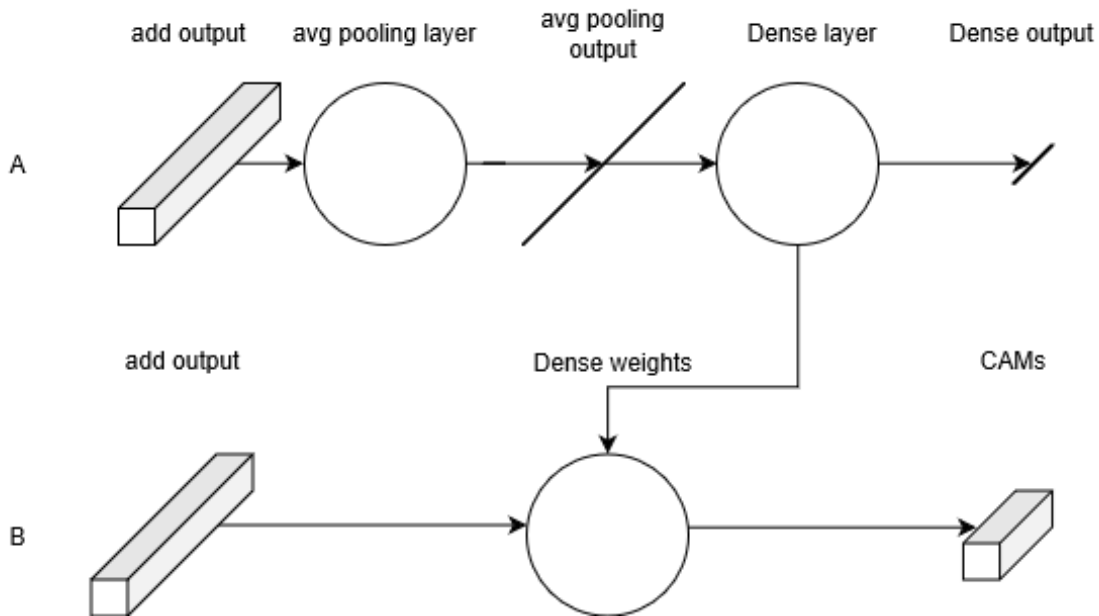 add output
avg pooling layer
avg pooling
output
Dense layer
Dense output
A
add output
Dense weights
CAMs
B